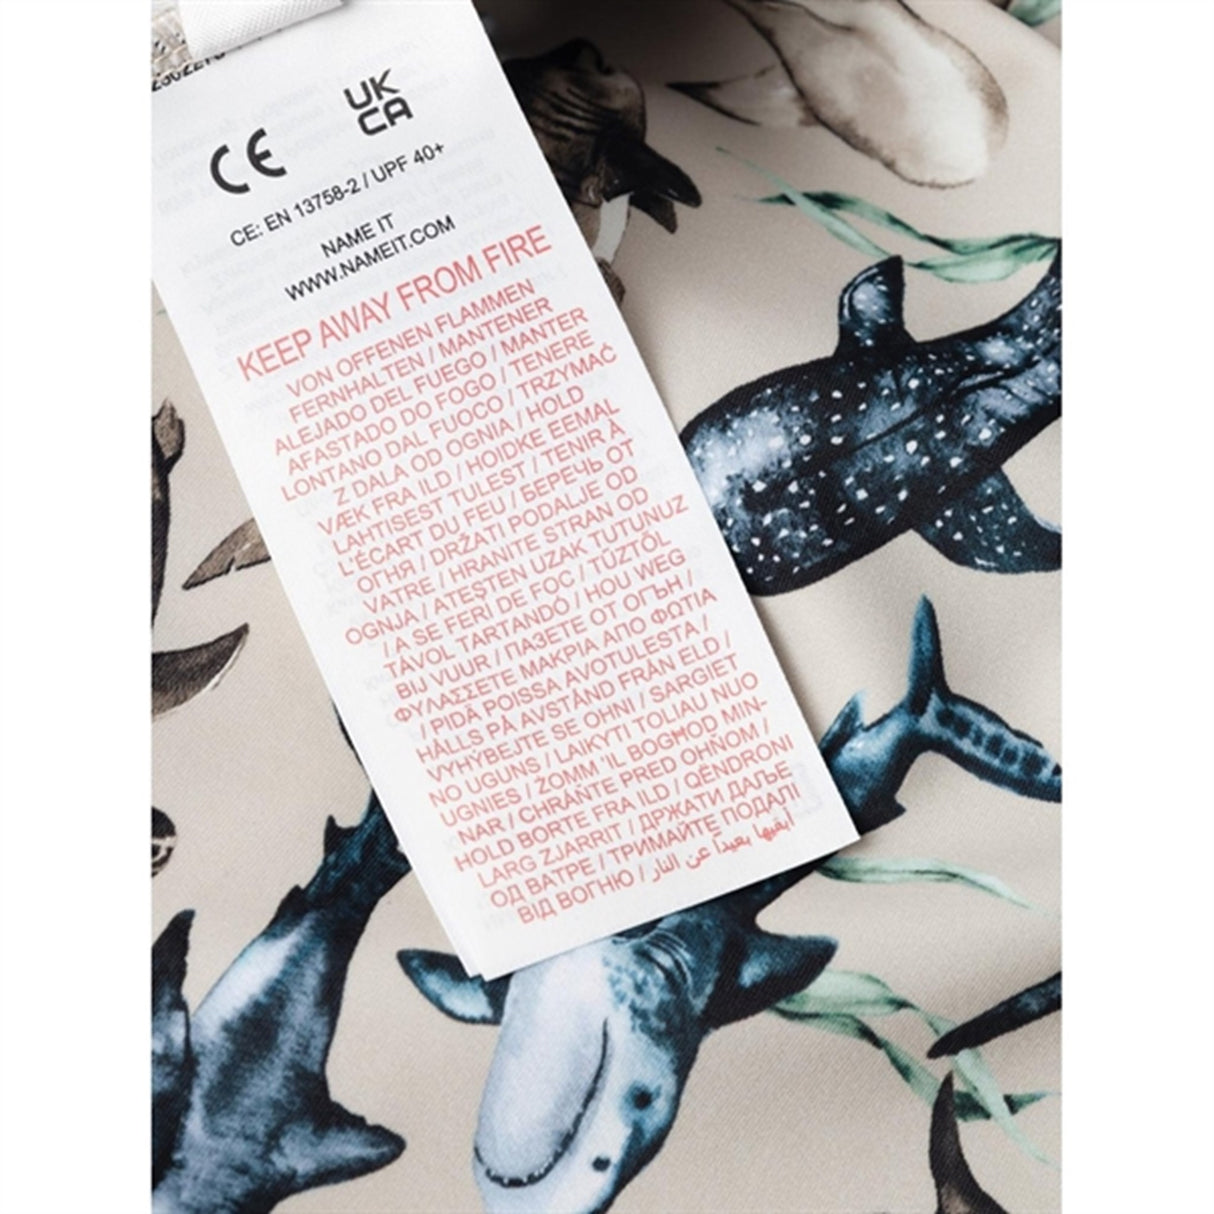 CE
UK
CA
CE: EN 13758-2 / UPF 40+
NAME IT
WWW.NAMEIT.COM
KEEP AWAY FROM FIRE
VON OFFENEN FLAMMEN
FERNHALTEN / MANTENER
ALEJADO DEL FUEGO / MANTER
AFASTADO DO FOGO / TENERE
LONTANO DAL FUOCO / TRZYMAĆ
Z DALA OD OGNIA / HOLD
VÆK FRA ILD / HOIDKE EEMAL
LAHTISEST TULEST / TENIR À
L'ÉCART DU FEU / БЕРЕЧЬ ОТ
ОГНЯ / DRŽATI PODALJE OD
VATRE / HRANITE STRAN OD
OGNJA / ATEŞTEN UZAK TUTUNUZ
/ A SE FERI DE FOC / TŰZTŐL
TÁVOL TARTANDÓ / HOU WEG
BIJ VUUR / ПАЗЕТЕ ОТ ОГЪН /
ΦΥΛΑΣΣΕΤΕ ΜΑΚΡΙΑ ΑΠΟ ΦΩΤΙΑ
/ PIDÄ POISSA AVOTULESTA /
HÅLLS PÅ AVSTÅND FRÅN ELD /
VYHÝBEJTE SE OHNI / SARGIET
NO UGUNS / LAIKYTI TOLIAU NUO
UGNIES / ŻOMM 'IL BOGĦOD MIN-
NAR / CHRÁŇTE PRED OHŇOM /
HOLD BORTE FRA ILD / QËNDRONI
LARG ZJARRIT / ДРЖАТИ ДАЉЕ
ОД ВАТРЕ / ТРИМАЙТЕ ПОДАЛІ
ВІД ВОГНЮ / أبقيها بعيداً عن النار